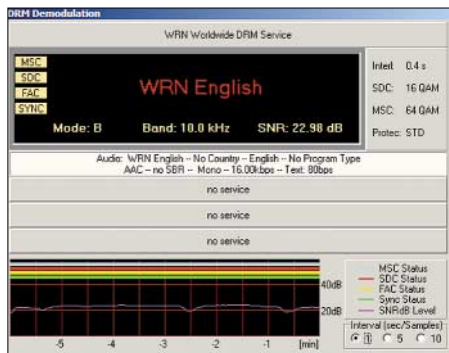 DRM Demodulation
WRN Worldwide DRM Service
MSC
SDC
FAC
SYNC
WRN English
Mode: B Band: 10.0 kHz SNR: 22.98 dB
Interl: 0.4 s
SDC: 16 QAM
MSC: 64 QAM
Protec: STD
Audio: WRN English -- No Country -- English -- No Program Type
AAC -- no SBR -- Mono -- 16.00kbps -- Text: 80bps
no service
no service
no service
40dB
20dB
-5 -4 -3 -2 -1 [min]
MSC Status
SDC Status
FAC Status
Sync Staus
SNRdB Level
Interval (sec/Samples)
1 5 10